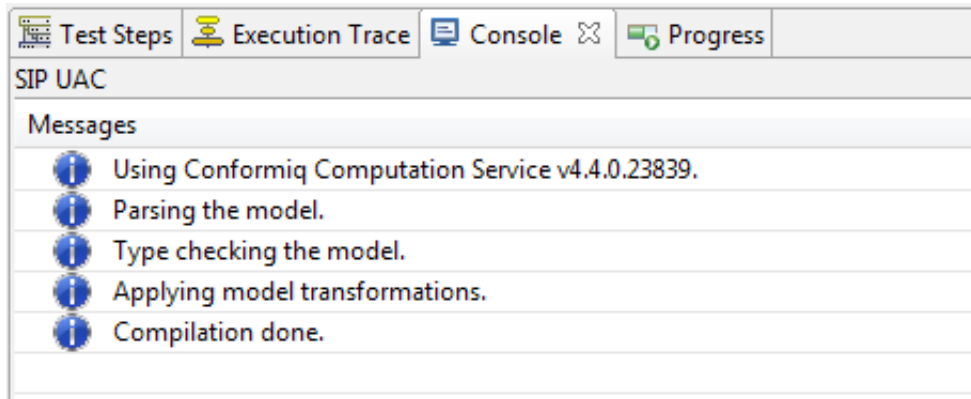 Test Steps Execution Trace Console Progress
SIP UAC
Messages
Using Conformiq Computation Service v4.4.0.23839.
Parsing the model.
Type checking the model.
Applying model transformations.
Compilation done.